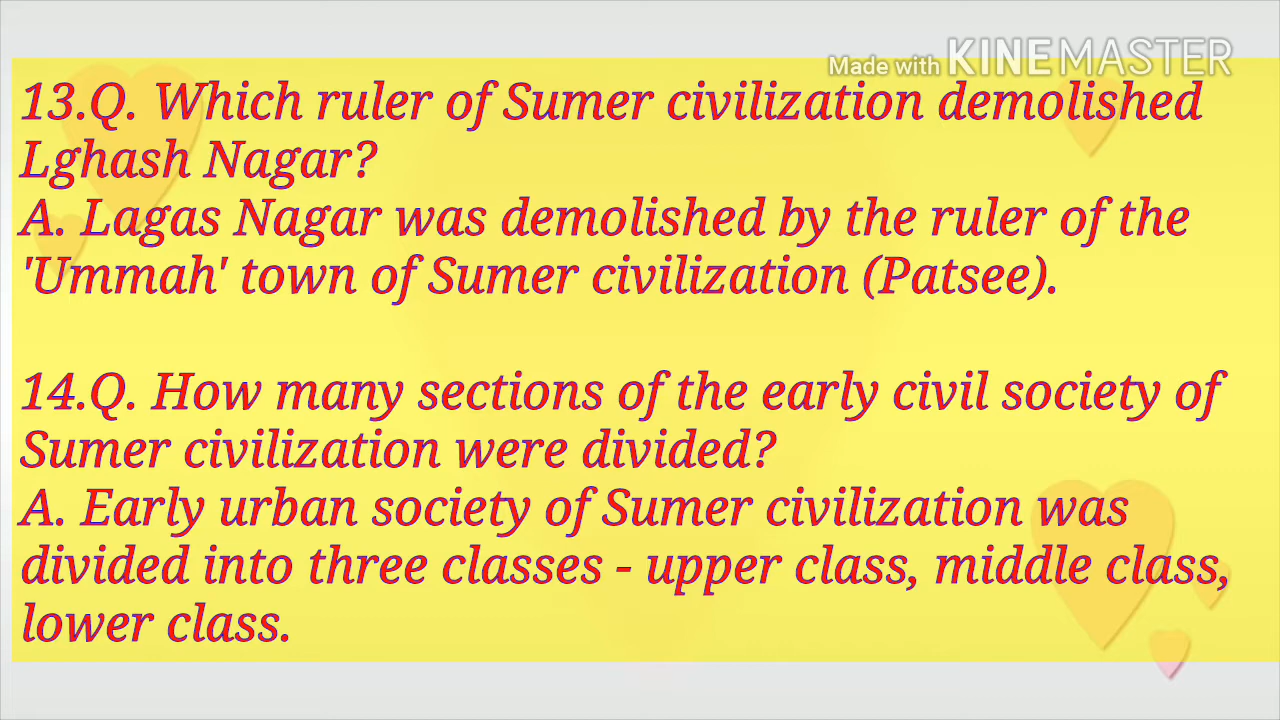 Made with KINEMASTER
13.Q. Which ruler of Sumer civilization demolished
Lghash Nagar?
A. Lagas Nagar was demolished by the ruler of the
'Ummah' town of Sumer civilization (Patsee).
14.Q. How many sections of the early civil society of
Sumer civilization were divided?
A. Early urban society of Sumer civilization was
divided into three classes - upper class, middle class,
lower class.